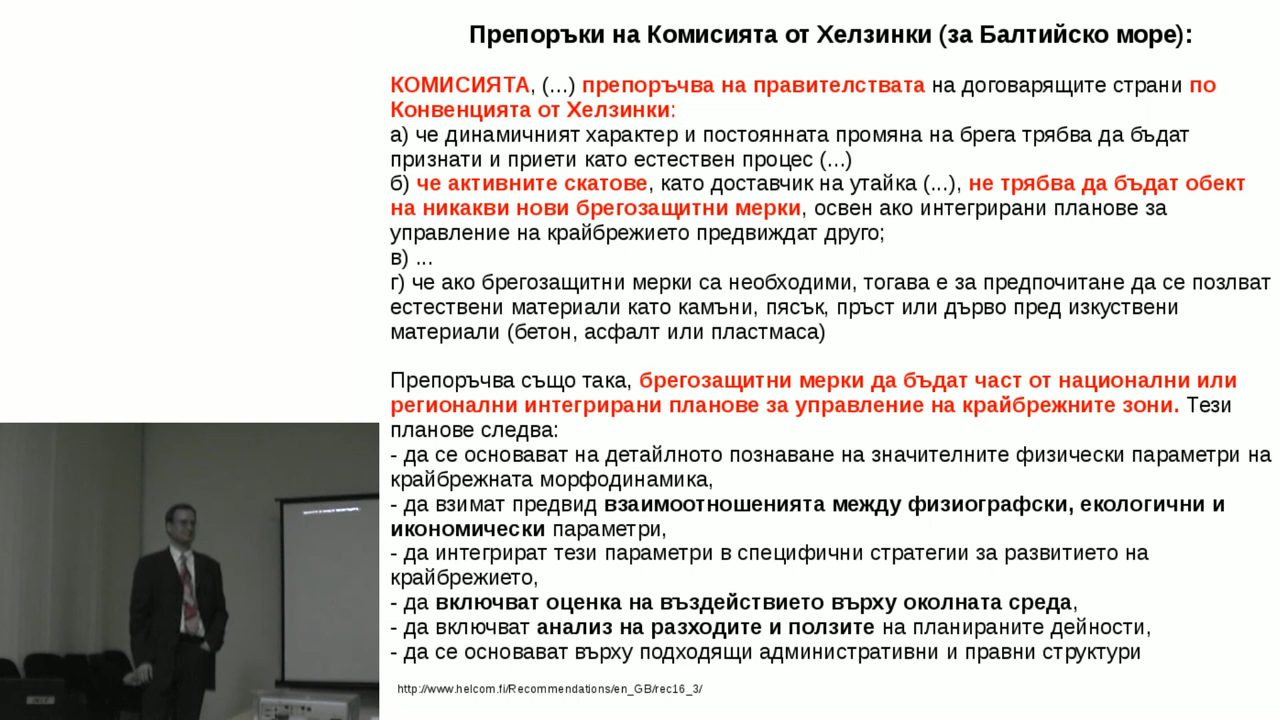 Препоръки на Комисията от Хелзинки (за Балтийско море):
КОМИСИЯТА, (...) препоръчва на правителствата на договарящите страни по
Конвенцията от Хелзинки:
а) че динамичният характер и постоянната промяна на брега трябва да бъдат
признати и приети като естествен процес (...)
б) че активните скатове, като доставчик на утайка (...), не трябва да бъдат обект
на никакви нови брегозащитни мерки, освен ако интегрирани планове за
управление на крайбрежието предвиждат друго;
в) ...
г) че ако брегозащитни мерки са необходими, тогава е за предпочитане да се позлват
естествени материали като камъни, пясък, пръст или дърво пред изкуствени
материали (бетон, асфалт или пластмаса)
Препоръчва също така, брегозащитни мерки да бъдат част от национални или
регионални интегрирани планове за управление на крайбрежните зони. Тези
планове следва:
- да се основават на детайлното познаване на значителните физически параметри на
крайбрежната морфодинамика,
- да взимат предвид взаимоотношенията между физиографски, екологични и
икономически параметри,
- да интегрират тези параметри в специфични стратегии за развитието на
крайбрежието,
- да включват оценка на въздействието върху околната среда,
- да включват анализ на разходите и ползите на планираните дейности,
- да се основават върху подходящи административни и правни структури
http://www.helcom.fi/Recommendations/en_GB/rec16_3/